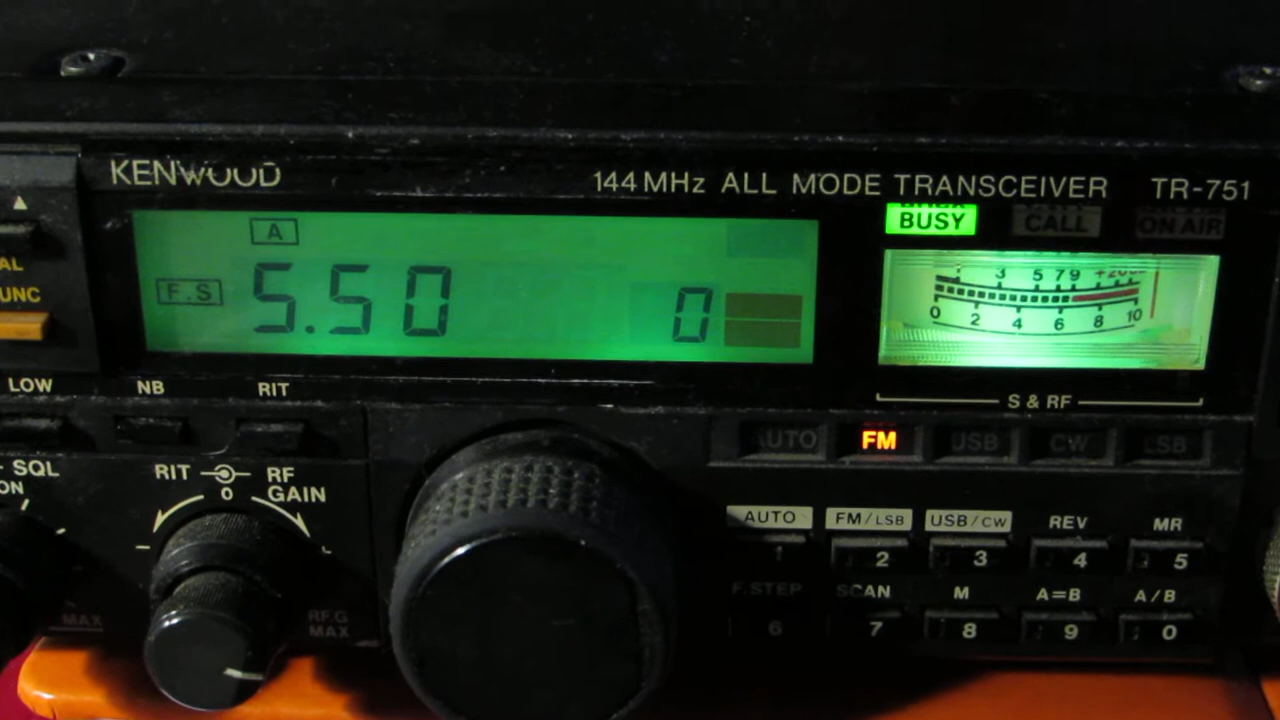 KENWOOD
144 MHz ALL MODE TRANSCEIVER TR-751
BUSY CALL ON AIR
A
F.S 5.50 0
3 5 7 9 +20
0 2 4 6 8 10
S & RF
AL
UNC
LOW NB RIT
AUTO FM USB CW LSB
SQL
ON
RIT RF
0 GAIN
AUTO FM/LSB USB/CW REV MR
1 2 3 4 5
F.STEP SCAN M A=B A/B
6 7 8 9 0
MAX
RF.G
MAX